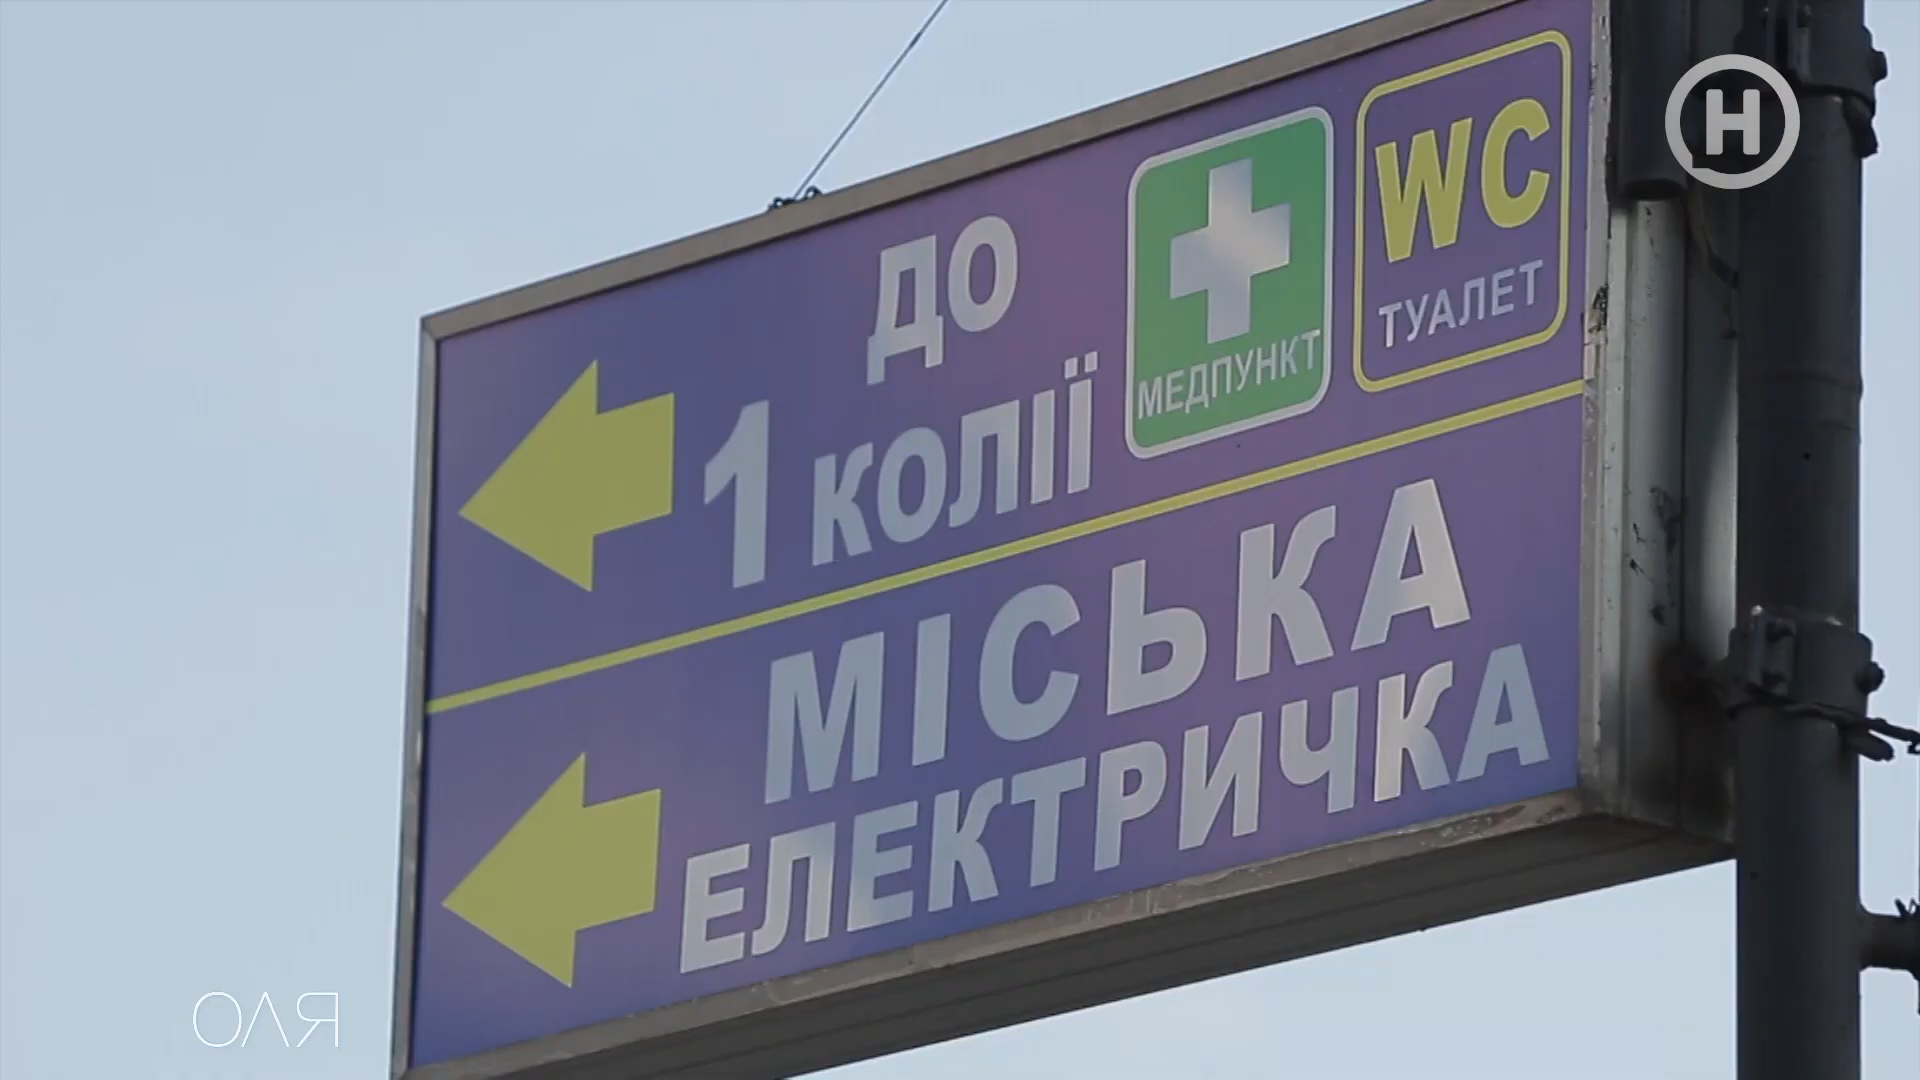 Н
ДО
1 КОЛІЇ
МЕДПУНКТ
WC
ТУАЛЕТ
МІСЬКА
ЕЛЕКТРИЧКА
ОЛЯ